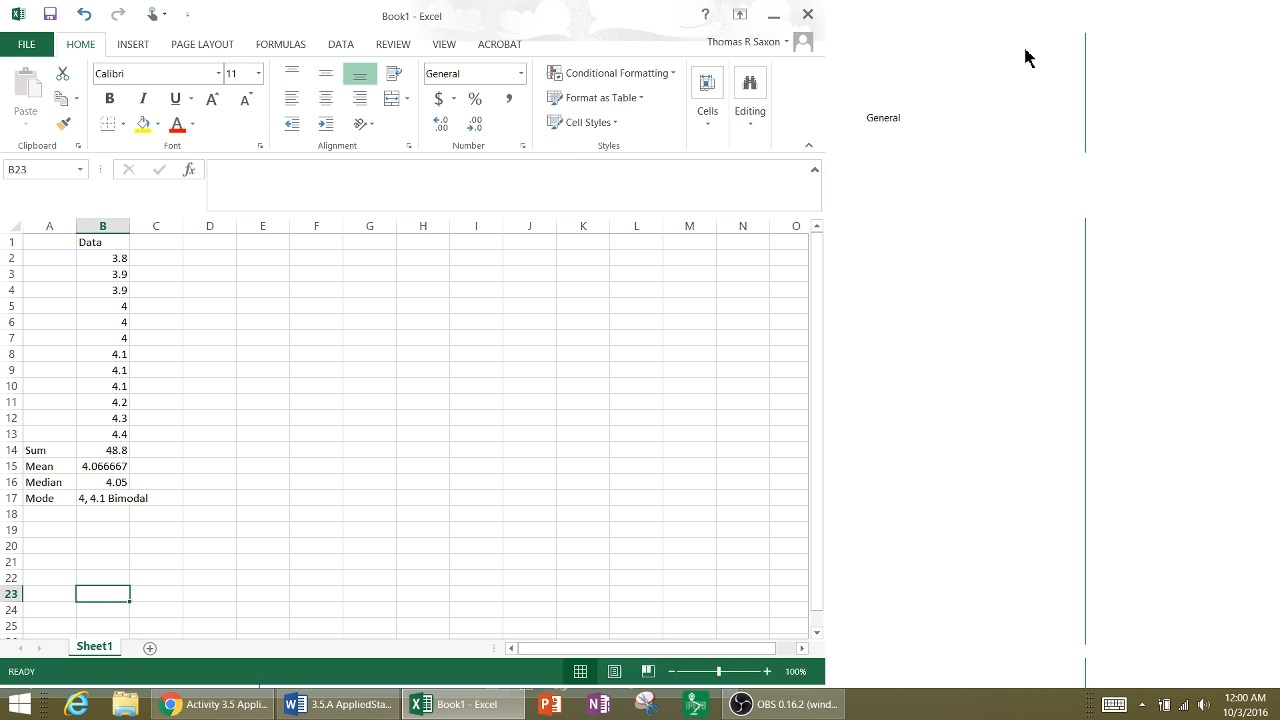 Book1 - Excel
?
FILE HOME INSERT PAGE LAYOUT FORMULAS DATA REVIEW VIEW ACROBAT Thomas R Saxon
Paste
Calibri 11
B I U A A
A
General
$ % ,
Conditional Formatting
Format as Table
Cell Styles
Cells
Editing
Clipboard Font Alignment Number Styles
General
B23 fx
A B C D E F G H I J K L M N O
1 Data
2 3.8
3 3.9
4 3.9
5 4
6 4
7 4
8 4.1
9 4.1
10 4.1
11 4.2
12 4.3
13 4.4
14 Sum 48.8
15 Mean 4.066667
16 Median 4.05
17 Mode 4, 4.1 Bimodal
18
19
20
21
22
23
24
25
Sheet1
READY 100%
Activity 3.5 Appli... 3.5.A AppliedSta... Book1 - Excel OBS 0.16.2 (wind...
12:00 AM
10/3/2016